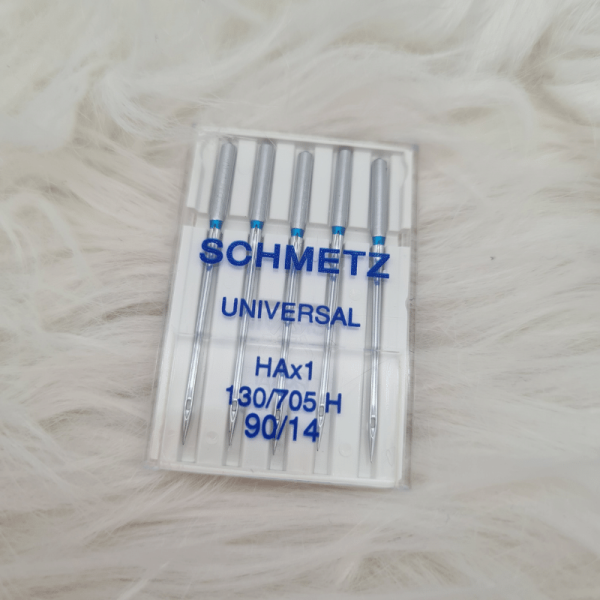 SCHMETZ
UNIVERSAL
HAx1
130/705 H
90/14